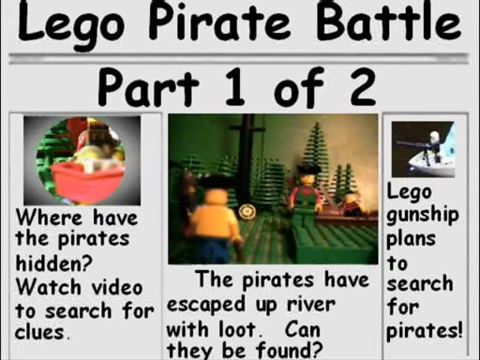 Lego Pirate Battle
Part 1 of 2
Where have
the pirates
hidden?
Watch video
to search for
clues.
The pirates have
escaped up river
with loot. Can
they be found?
Lego
gunship
plans
to
search
for
pirates!